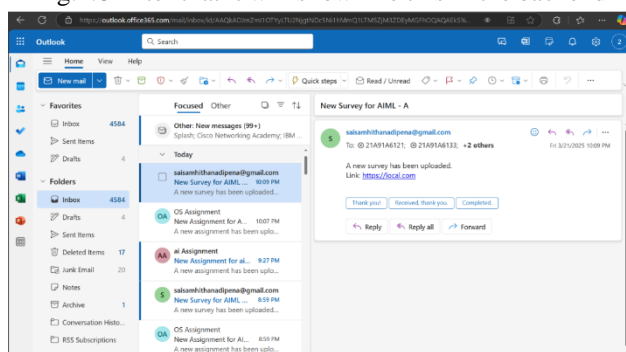 https://outlook.office365.com/mail/inbox/id/
Outlook
Search
Home View Help
New mail
Quick steps
Read / Unread
Favorites
Inbox 4584
Sent Items
Drafts 4
Folders
Inbox 4584
Drafts 4
Sent Items
Deleted Items 17
Junk Email 20
Notes
Archive 1
Conversation Histo...
RSS Subscriptions
Focused Other
Other: New messages (99+)
Splash; Cisco Networking Academy; IBM ...
Today
saisamhithanadipena@gmail.com
New Survey for AIML ... 10:09 PM
A new survey has been uploaded...
OA
OS Assignment
New Assignment for A... 10:07 PM
A new assignment has been uplo...
AA
ai Assignment
New Assignment for ai... 9:27 PM
A new assignment has been uplo...
S
saisamhithanadipena@gmail.com
New Survey for AIML ... 8:59 PM
A new survey has been uploaded...
OA
OS Assignment
New Assignment for Al... 8:50 PM
A new assignment has been uplo...
New Survey for AIML - A
S
saisamhithanadipena@gmail.com
To: 21A91A6121; 21A91A6133; +2 others
Fri 3/21/2025 10:09 PM
A new survey has been uploaded.
Link: https://local.com
Thank you! Received, thank you. Completed.
Reply Reply all Forward